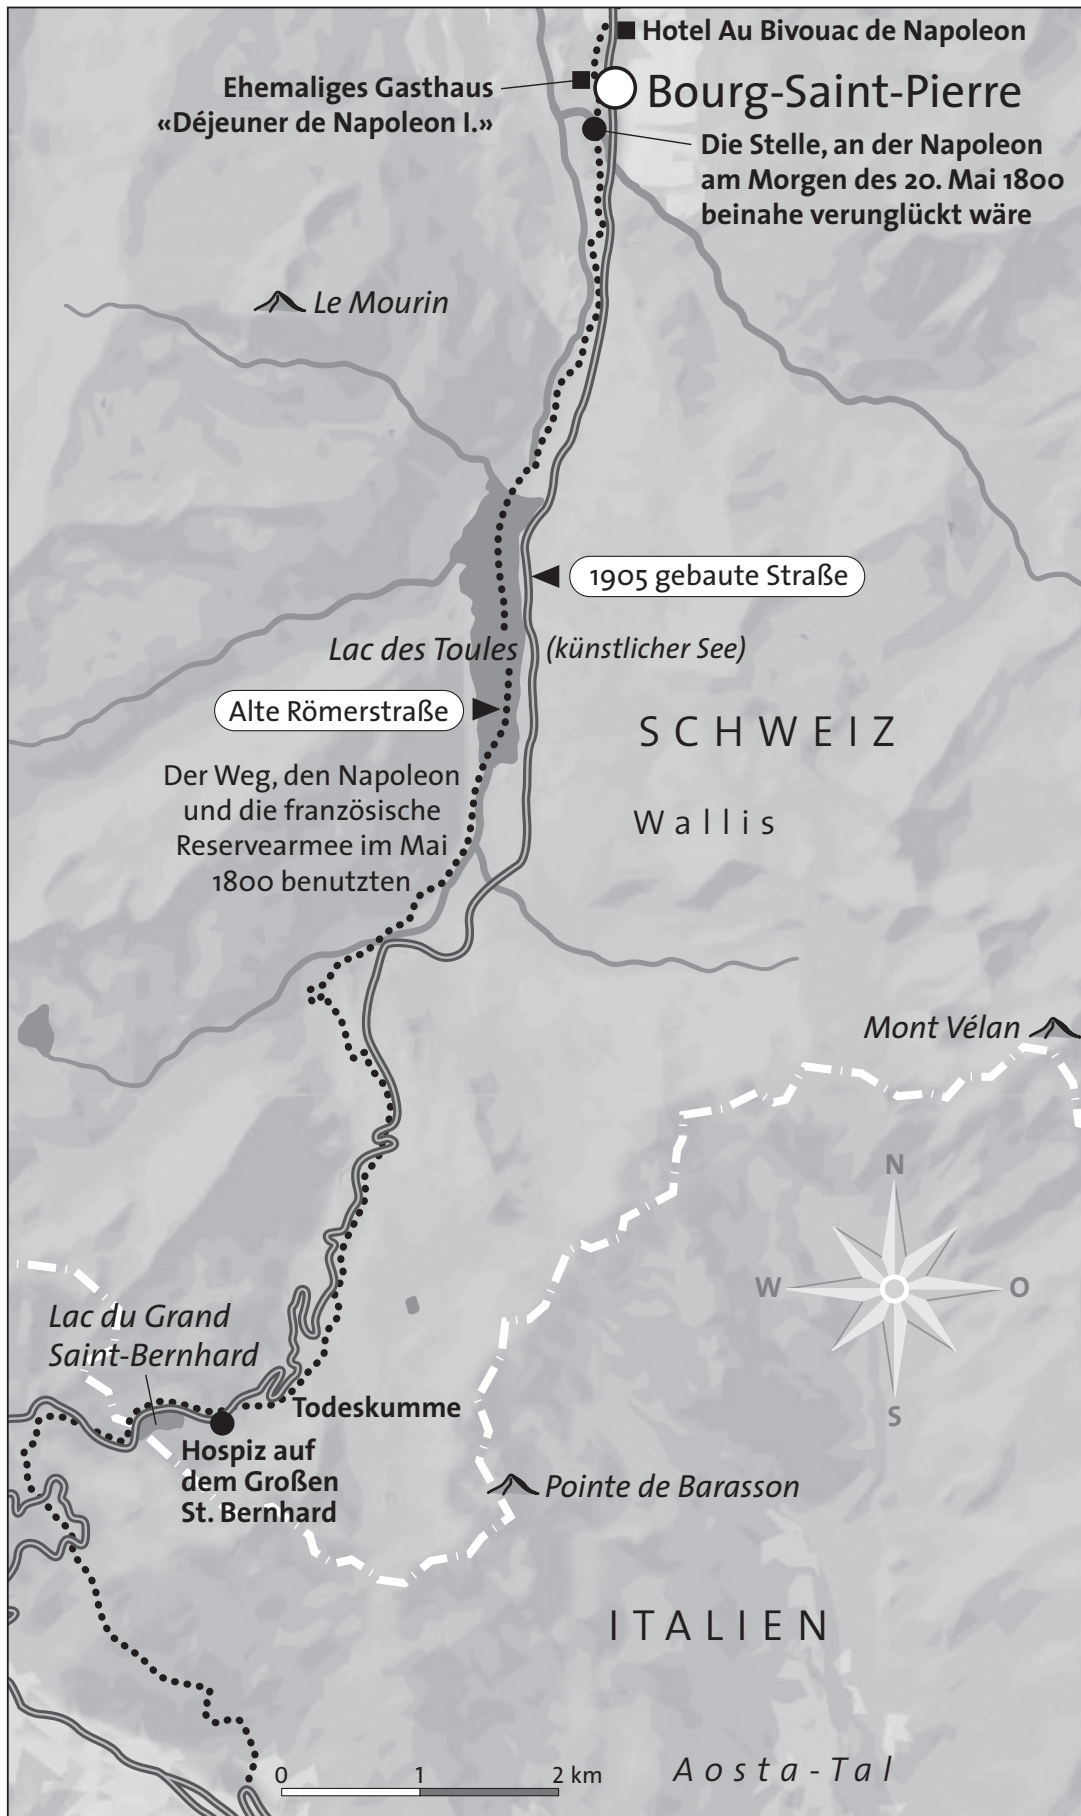 Hotel Au Bivouac de Napoleon
Ehemaliges Gasthaus
«Déjeuner de Napoleon I.»
Bourg-Saint-Pierre
Die Stelle, an der Napoleon
am Morgen des 20. Mai 1800
beinahe verunglückt wäre
Le Mourin
1905 gebaute Straße
Lac des Toules (künstlicher See)
Alte Römerstraße
SCHWEIZ
Der Weg, den Napoleon
und die französische
Reservearmee im Mai
1800 benutzten
Wallis
Mont Vélan
N
W
O
S
Lac du Grand
Saint-Bernhard
Todeskumme
Hospiz auf
dem Großen
St. Bernhard
Pointe de Barasson
ITALIEN
Aosta-Tal
0 1 2 km